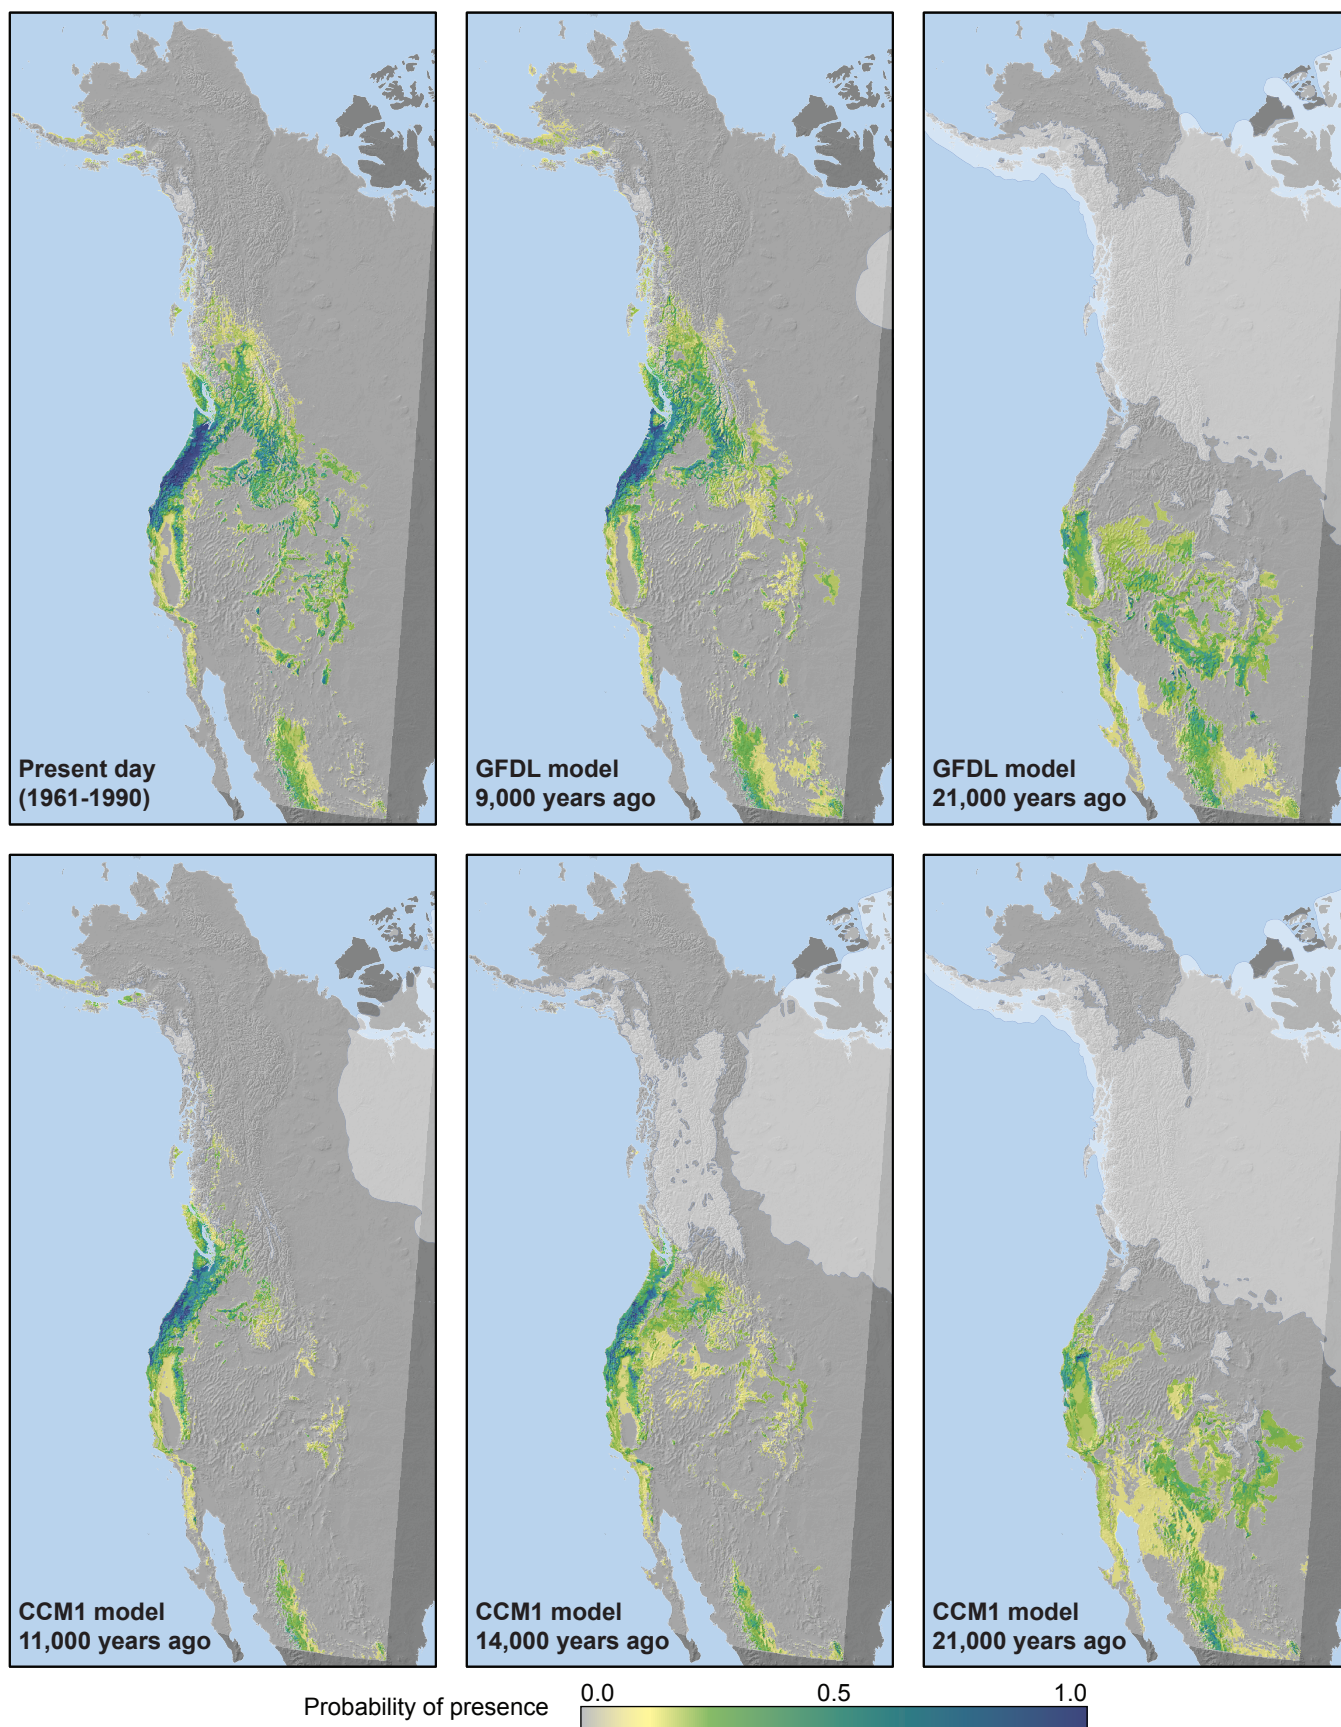 Present day
(1961-1990)
GFDL model
9,000 years ago
GFDL model
21,000 years ago
CCM1 model
11,000 years ago
CCM1 model
14,000 years ago
CCM1 model
21,000 years ago
Probability of presence
0.0 0.5 1.0